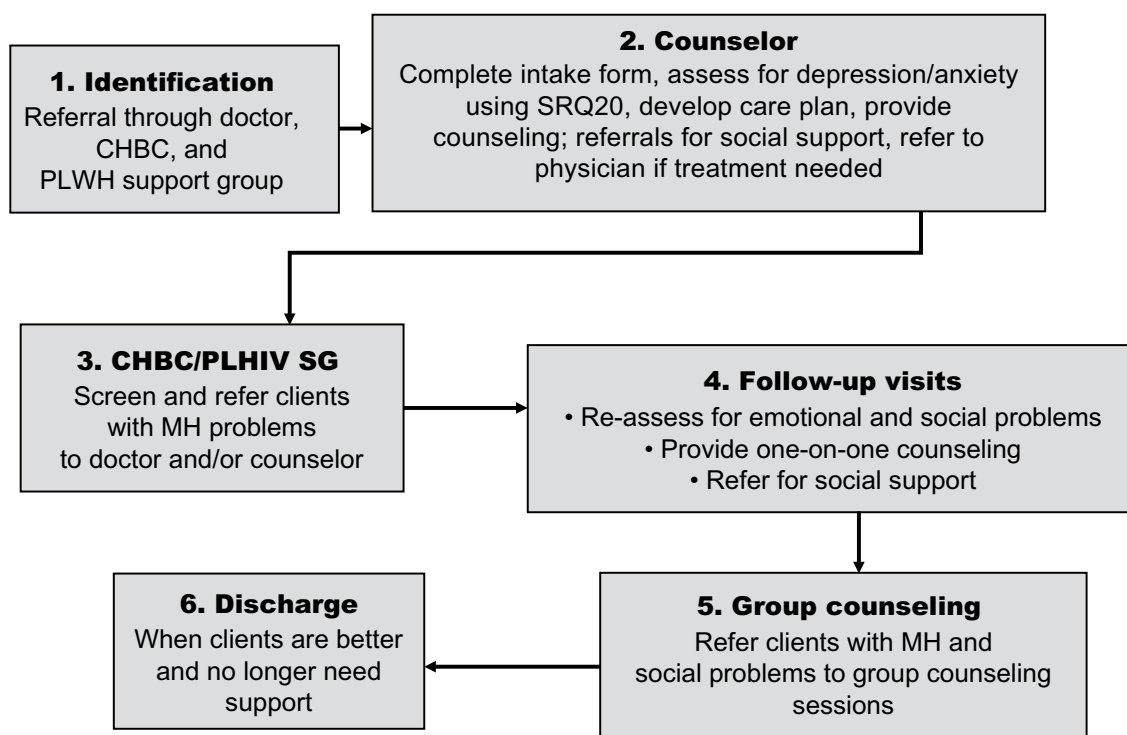 1. Identification
Referral through doctor,
CHBC, and
PLWH support group
2. Counselor
Complete intake form, assess for depression/anxiety
using SRQ20, develop care plan, provide
counseling; referrals for social support, refer to
physician if treatment needed
3. CHBC/PLHIV SG
Screen and refer clients
with MH problems
to doctor and/or counselor
4. Follow-up visits
• Re-assess for emotional and social problems
• Provide one-on-one counseling
• Refer for social support
5. Group counseling
Refer clients with MH and
social problems to group counseling
sessions
6. Discharge
When clients are better
and no longer need
support